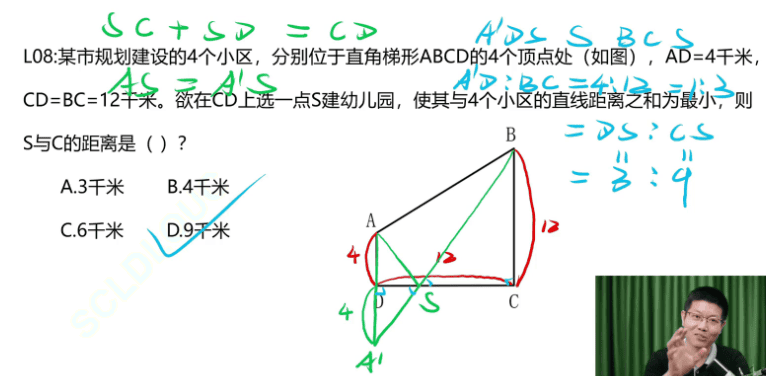 SC + SD = CD
A'DS S BCS
L08:某市规划建设的4个小区，分别位于直角梯形ABCD的4个顶点处（如图），AD=4千米，
AS = A'S
A'D:BC=4:12=1:3
CD=BC=12千米。欲在CD上选一点S建幼儿园，使其与4个小区的直线距离之和为最小，则
= DS:CS
S与C的距离是（ ）？
= 3:9
A.3千米 B.4千米
C.6千米 D.9千米
B
A
4
12
12
D
S
C
4
A'